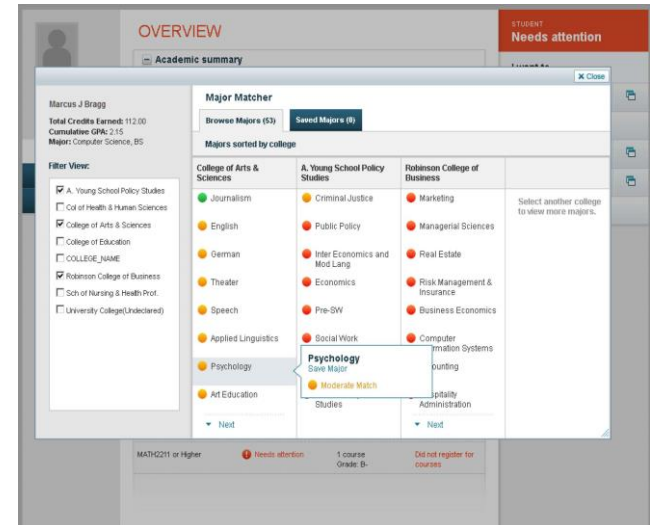 OVERVIEW
Academic summary
STUDENT
Needs attention
I want to
Close
Marcus J Bragg
Total Credits Earned: 112.00
Cumulative GPA: 2.15
Major: Computer Science, BS
Filter View:
A. Young School Policy Studies
Col of Health & Human Sciences
College of Arts & Sciences
College of Education
COLLEGE_NAME
Robinson College of Business
Sch of Nursing & Health Prof.
University College(Undeclared)
Major Matcher
Browse Majors (53)
Saved Majors (0)
Majors sorted by college
College of Arts &
Sciences
Journalism
English
German
Theater
Speech
Applied Linguistics
Psychology
Art Education
Next
A. Young School Policy
Studies
Criminal Justice
Public Policy
Inter Economics and
Mod Lang
Economics
Pre-SW
Social Work
Studies
Psychology
Save Major
Moderate Match
Robinson College of
Business
Marketing
Managerial Sciences
Real Estate
Risk Management &
Insurance
Business Economics
Computer
rmation Systems
ounting
spitality
Administration
Next
Select another college
to view more majors.
MATH2211 or Higher
Needs attention
1 course
Grade: B-
Did not register for
courses